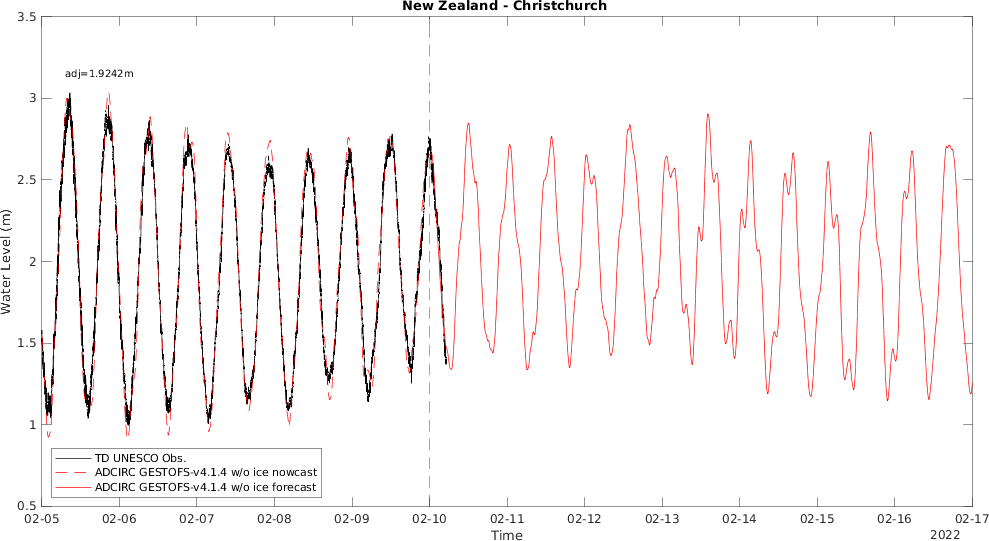 New Zealand - Christchurch
3.5
adj=1.9242m
3
2.5
2
1.5
1
0.5
Water Level (m)
TD UNESCO Obs.
ADCIRC GESTOFS-v4.1.4 w/o ice nowcast
ADCIRC GESTOFS-v4.1.4 w/o ice forecast
02-05 02-06 02-07 02-08 02-09 02-10 02-11 02-12 02-13 02-14 02-15 02-16 02-17
Time
2022